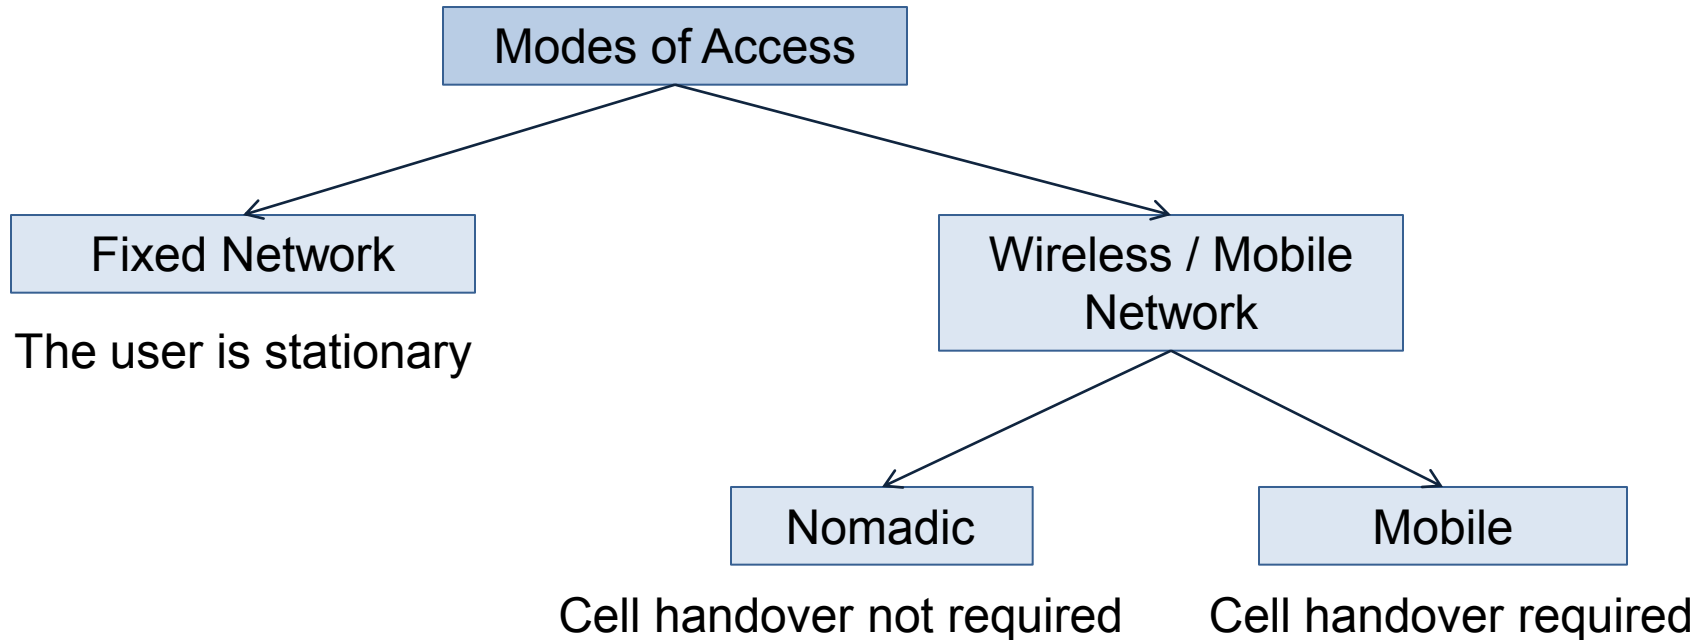 Modes of Access
Fixed Network
Wireless / Mobile
Network
The user is stationary
Nomadic
Mobile
Cell handover not required
Cell handover required